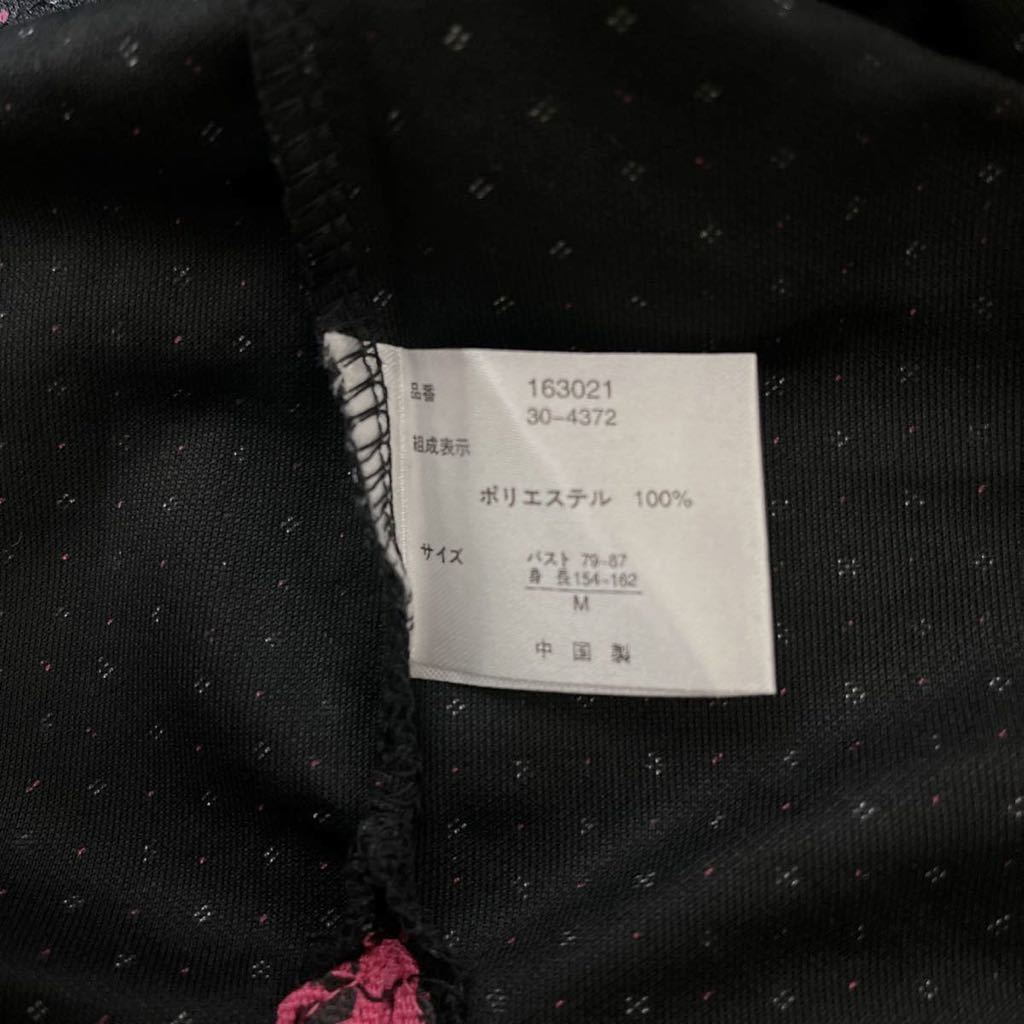 品番 163021
30-4372
組成表示
ポリエステル 100%
サイズ バスト 79-87
身長154-162
M
中国製